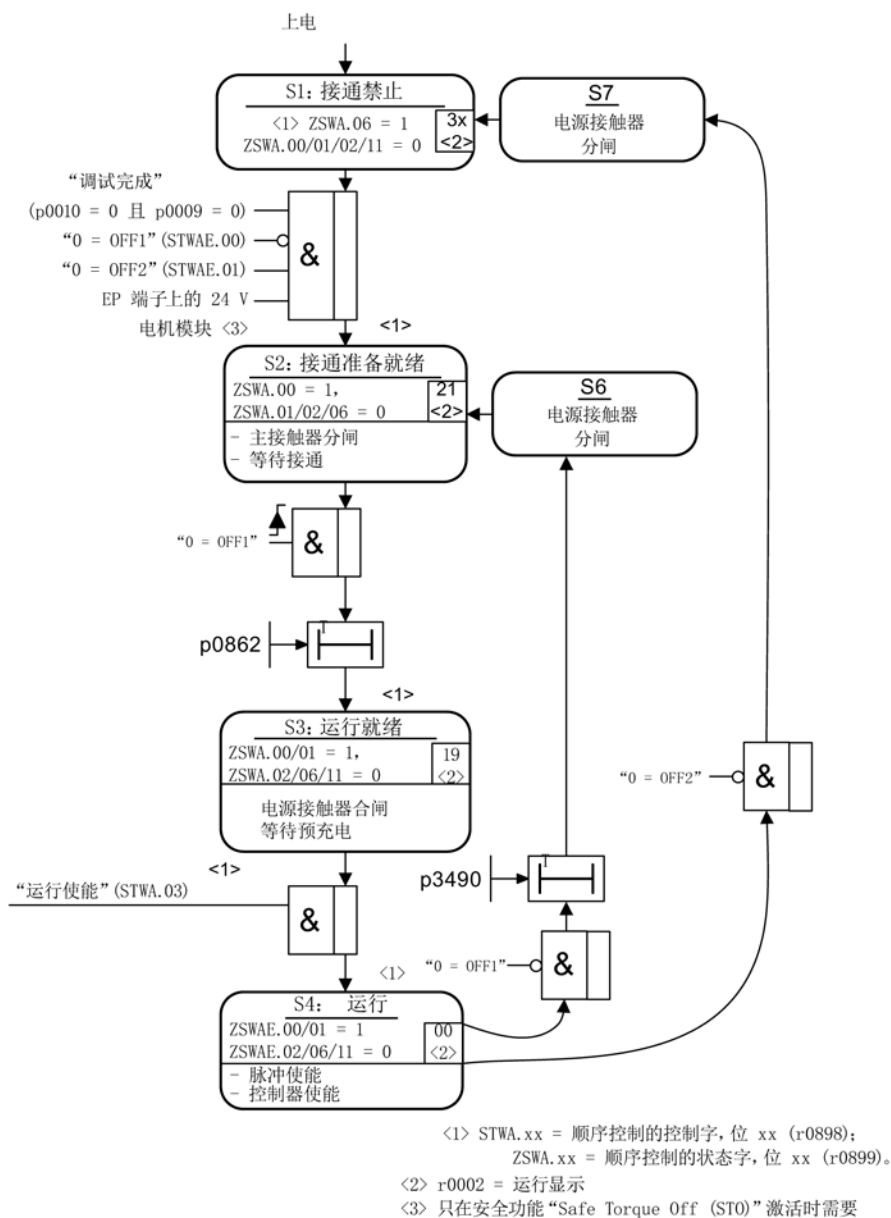 上电
S1: 接通禁止
<1> ZSWA.06 = 1
ZSWA.00/01/02/11 = 0
3x
<2>
S7
电源接触器
分闸
“调试完成”
(p0010 = 0 且 p0009 = 0)
“0 = OFF1”(STWAE.00)
“0 = OFF2”(STWAE.01)
EP 端子上的 24 V
电机模块 <3>
&
<1>
S2: 接通准备就绪
ZSWA.00 = 1,
ZSWA.01/02/06 = 0
21
<2>
- 主接触器分闸
- 等待接通
S6
电源接触器
分闸
“0 = OFF1”
&
p0862
T
<1>
S3: 运行就绪
ZSWA.00/01 = 1,
ZSWA.02/06/11 = 0
19
<2>
电源接触器合闸
等待预充电
“0 = OFF2”
&
<1>
“运行使能”(STWA.03)
&
p3490
T
“0 = OFF1”
&
<1>
S4: 运行
ZSWAE.00/01 = 1
ZSWAE.02/06/11 = 0
00
<2>
- 脉冲使能
- 控制器使能
<1> STWA.xx = 顺序控制的控制字，位 xx (r0898);
ZSWA.xx = 顺序控制的状态字，位 xx (r0899)。
<2> r0002 = 运行显示
<3> 只在安全功能“Safe Torque Off (STO)”激活时需要